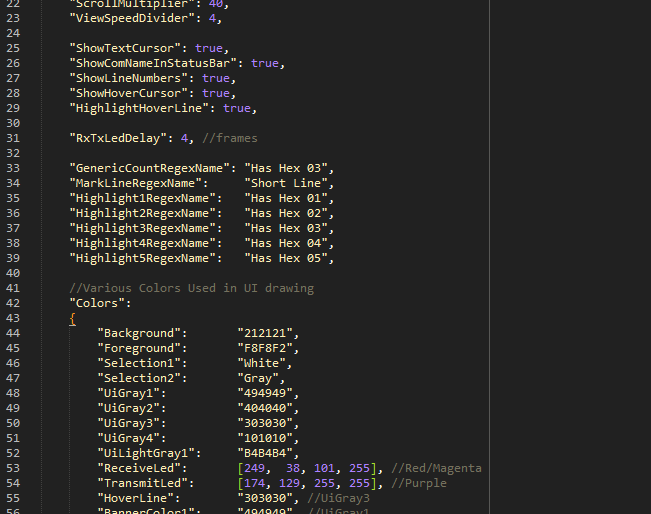 22 "ScrollMultiplier": 40,
23 "ViewSpeedDivider": 4,
24
25 "ShowTextCursor": true,
26 "ShowComNameInStatusBar": true,
27 "ShowLineNumbers": true,
28 "ShowHoverCursor": true,
29 "HighlightHoverLine": true,
30
31 "RxTxLedDelay": 4, //frames
32
33 "GenericCountRegexName": "Has Hex 03",
34 "MarkLineRegexName": "Short Line",
35 "Highlight1RegexName": "Has Hex 01",
36 "Highlight2RegexName": "Has Hex 02",
37 "Highlight3RegexName": "Has Hex 03",
38 "Highlight4RegexName": "Has Hex 04",
39 "Highlight5RegexName": "Has Hex 05",
40
41 //Various Colors Used in UI drawing
42 "Colors":
43 {
44 "Background": "212121",
45 "Foreground": "F8F8F2",
46 "Selection1": "White",
47 "Selection2": "Gray",
48 "UiGray1": "494949",
49 "UiGray2": "404040",
50 "UiGray3": "303030",
51 "UiGray4": "101010",
52 "UiLightGray1": "B4B4B4",
53 "ReceiveLed": [249, 38, 101, 255], //Red/Magenta
54 "TransmitLed": [174, 129, 255, 255], //Purple
55 "HoverLine": "303030", //UiGray3
56 "BannerColor1": "494949", //UiGray1